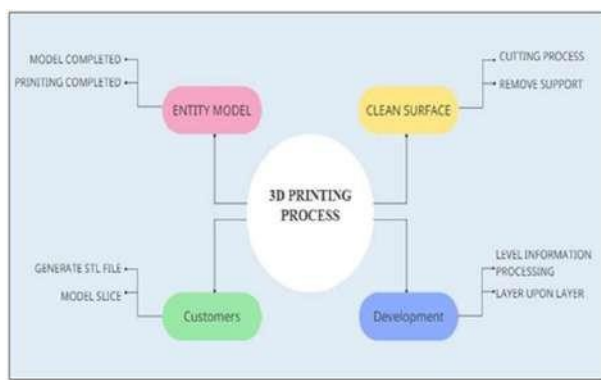 MODEL COMPLETED
PRINITING COMPLETED
ENTITY MODEL
CUTTING PROCESS
REMOVE SUPPORT
CLEAN SURFACE
3D PRINTING
PROCESS
GENERATE STL FILE
MODEL SLICE
Customers
LEVEL INFORMATION
PROCESSING
LAYER UPON LAYER
Development